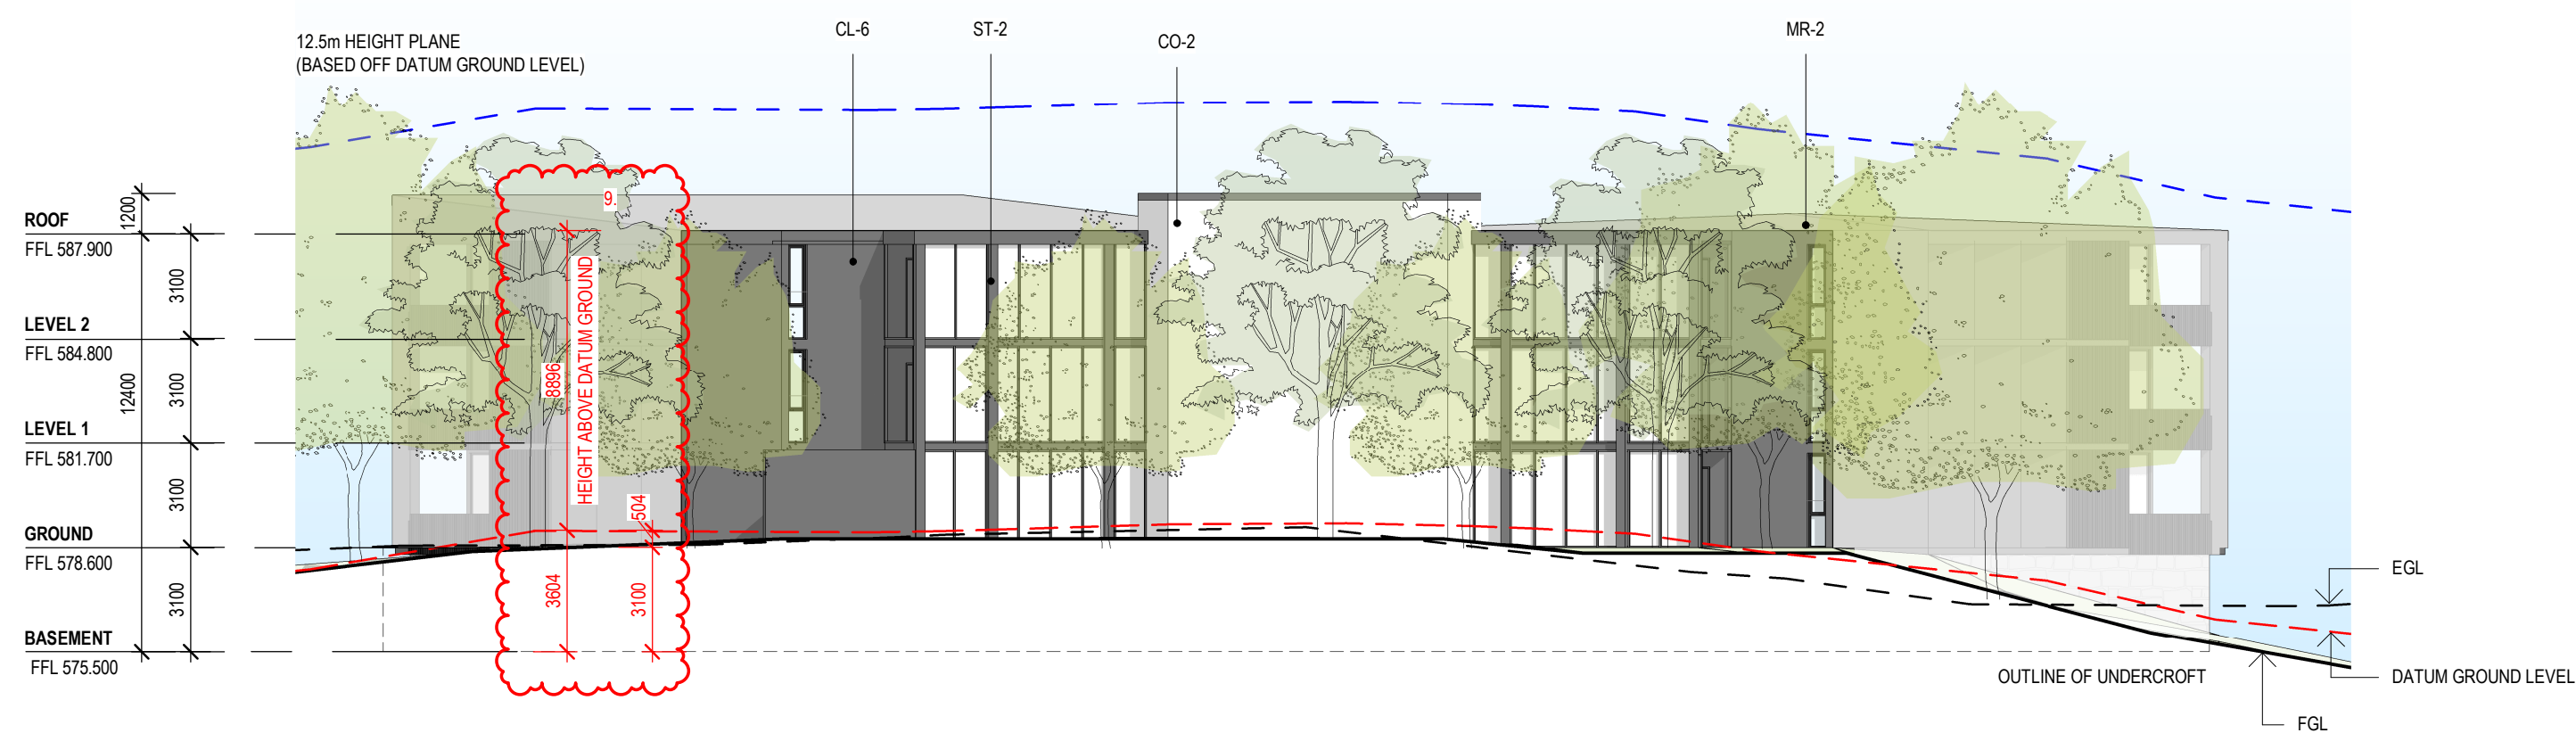 12.5m HEIGHT PLANE
(BASED OFF DATUM GROUND LEVEL)
CL-6
ST-2
CO-2
MR-2
9.
1200
ROOF
FFL 587.900
3100
LEVEL 2
FFL 584.800
12400
3100
LEVEL 1
FFL 581.700
3100
GROUND
FFL 578.600
3100
BASEMENT
FFL 575.500
8896
HEIGHT ABOVE DATUM GROUND
504
3604
3100
EGL
OUTLINE OF UNDERCROFT
DATUM GROUND LEVEL
FGL